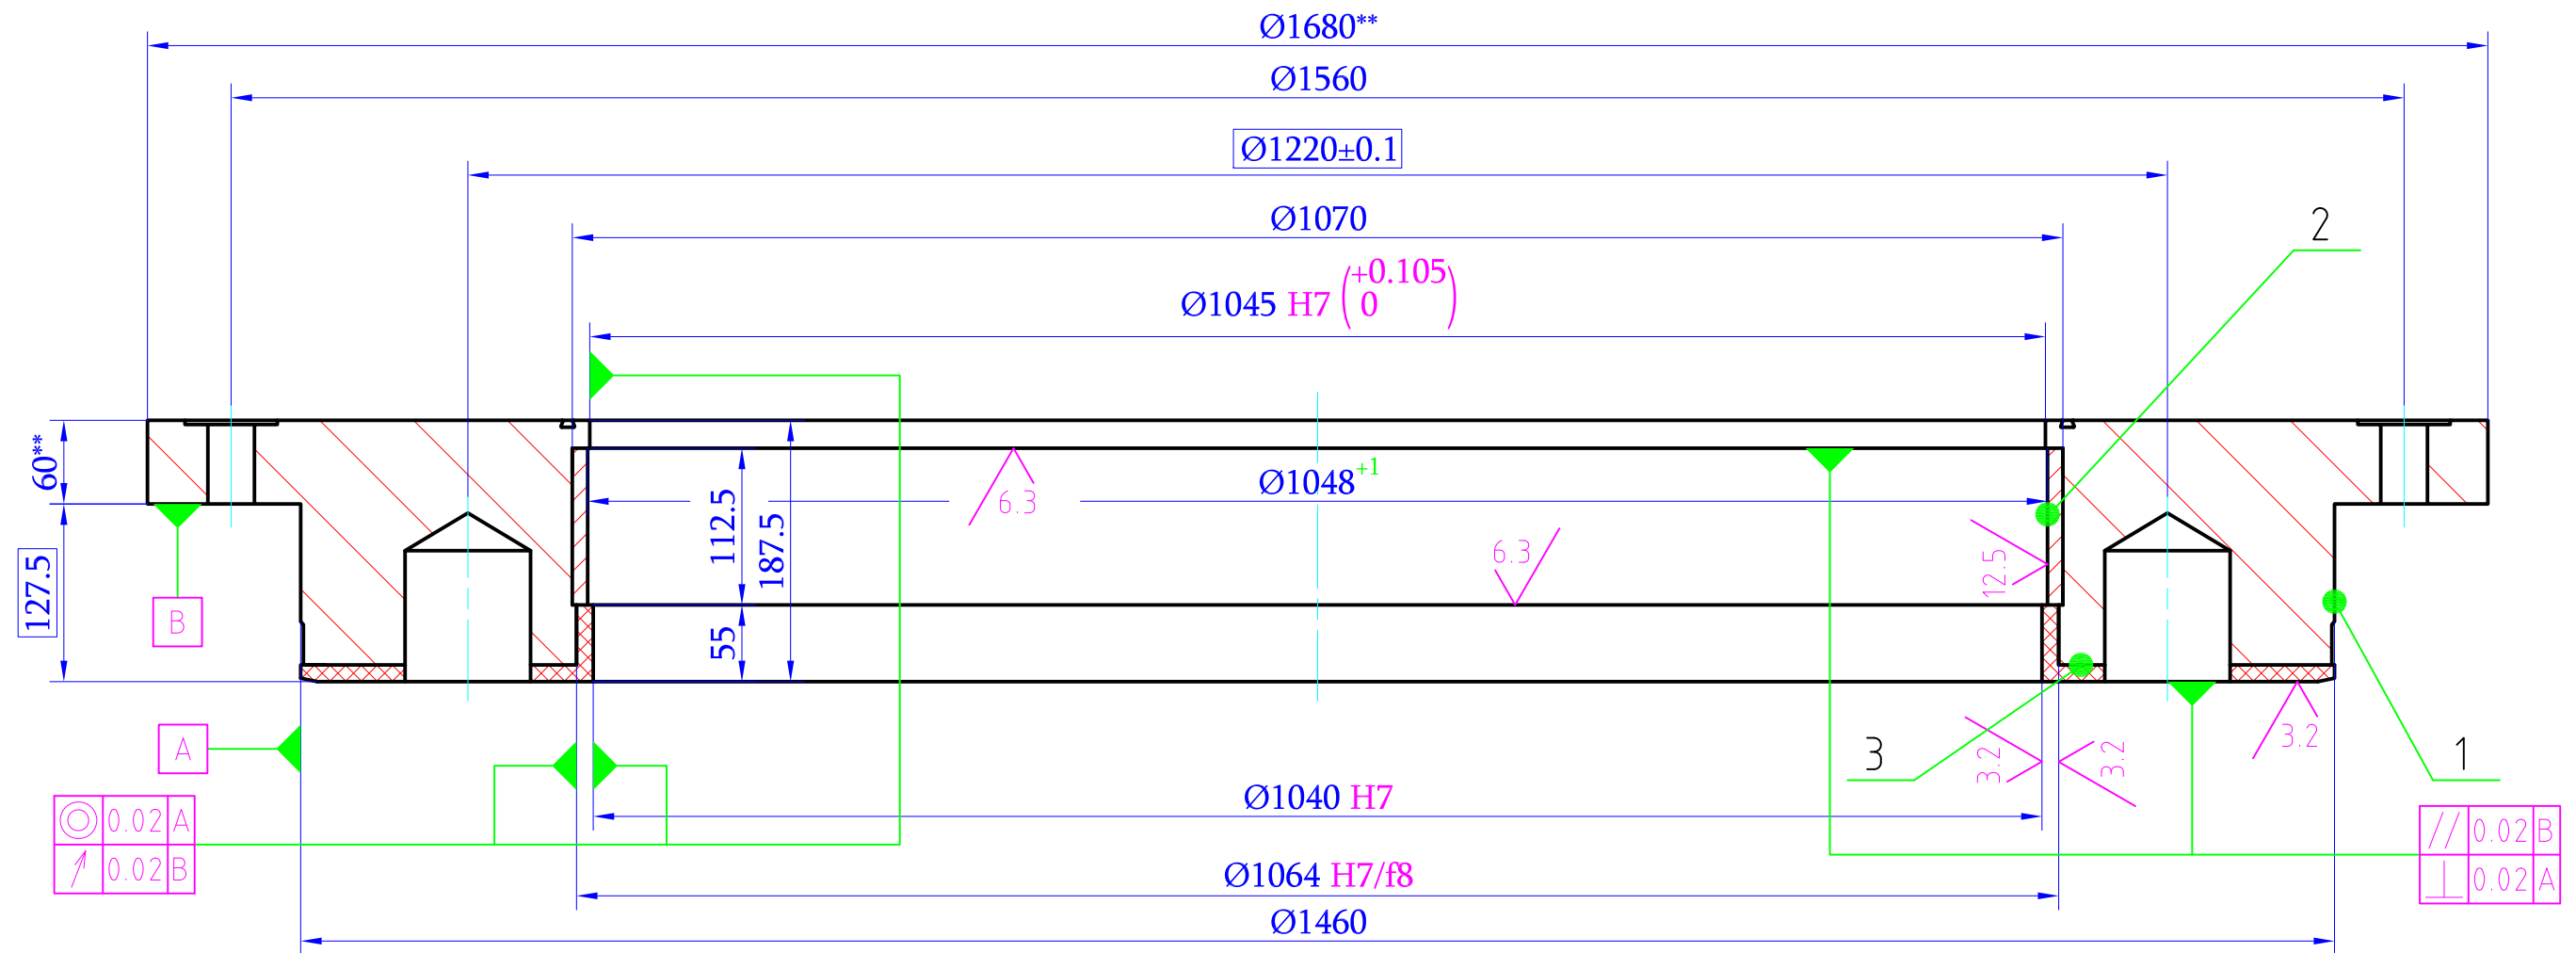 Ø1680**
Ø1560
Ø1220±0.1
2
Ø1070
Ø1045 H7 (+0.105 0)
60**
Ø1048+1
6.3
112.5
187.5
6.3
12.5
127.5
B
55
A
3
3.2
3.2
3.2
1
Ø1040 H7
◎ 0.02 A
↗ 0.02 B
// 0.02 B
⊥ 0.02 A
Ø1064 H7/f8
Ø1460